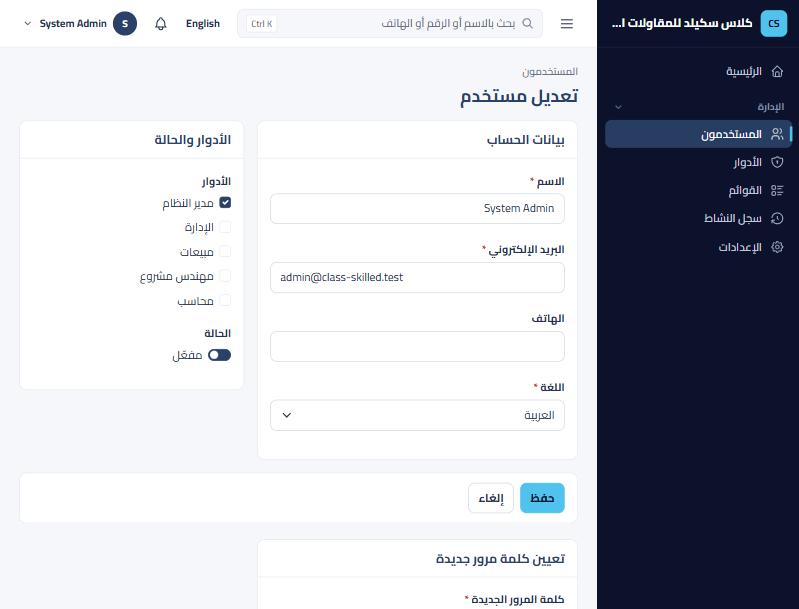 CS
كلاس سكيلد للمقاولات ا...
الرئيسية
الإدارة
المستخدمون
الأدوار
القوائم
سجل النشاط
الإعدادات
بحث بالاسم أو الرقم أو الهاتف
Ctrl K
English
S
System Admin
المستخدمون
تعديل مستخدم
بيانات الحساب
الاسم *
System Admin
البريد الإلكتروني *
admin@class-skilled.test
الهاتف
اللغة *
العربية
الأدوار والحالة
الأدوار
مدير النظام
الإدارة
مبيعات
مهندس مشروع
محاسب
الحالة
مفعّل
حفظ
إلغاء
تعيين كلمة مرور جديدة
كلمة المرور الجديدة *